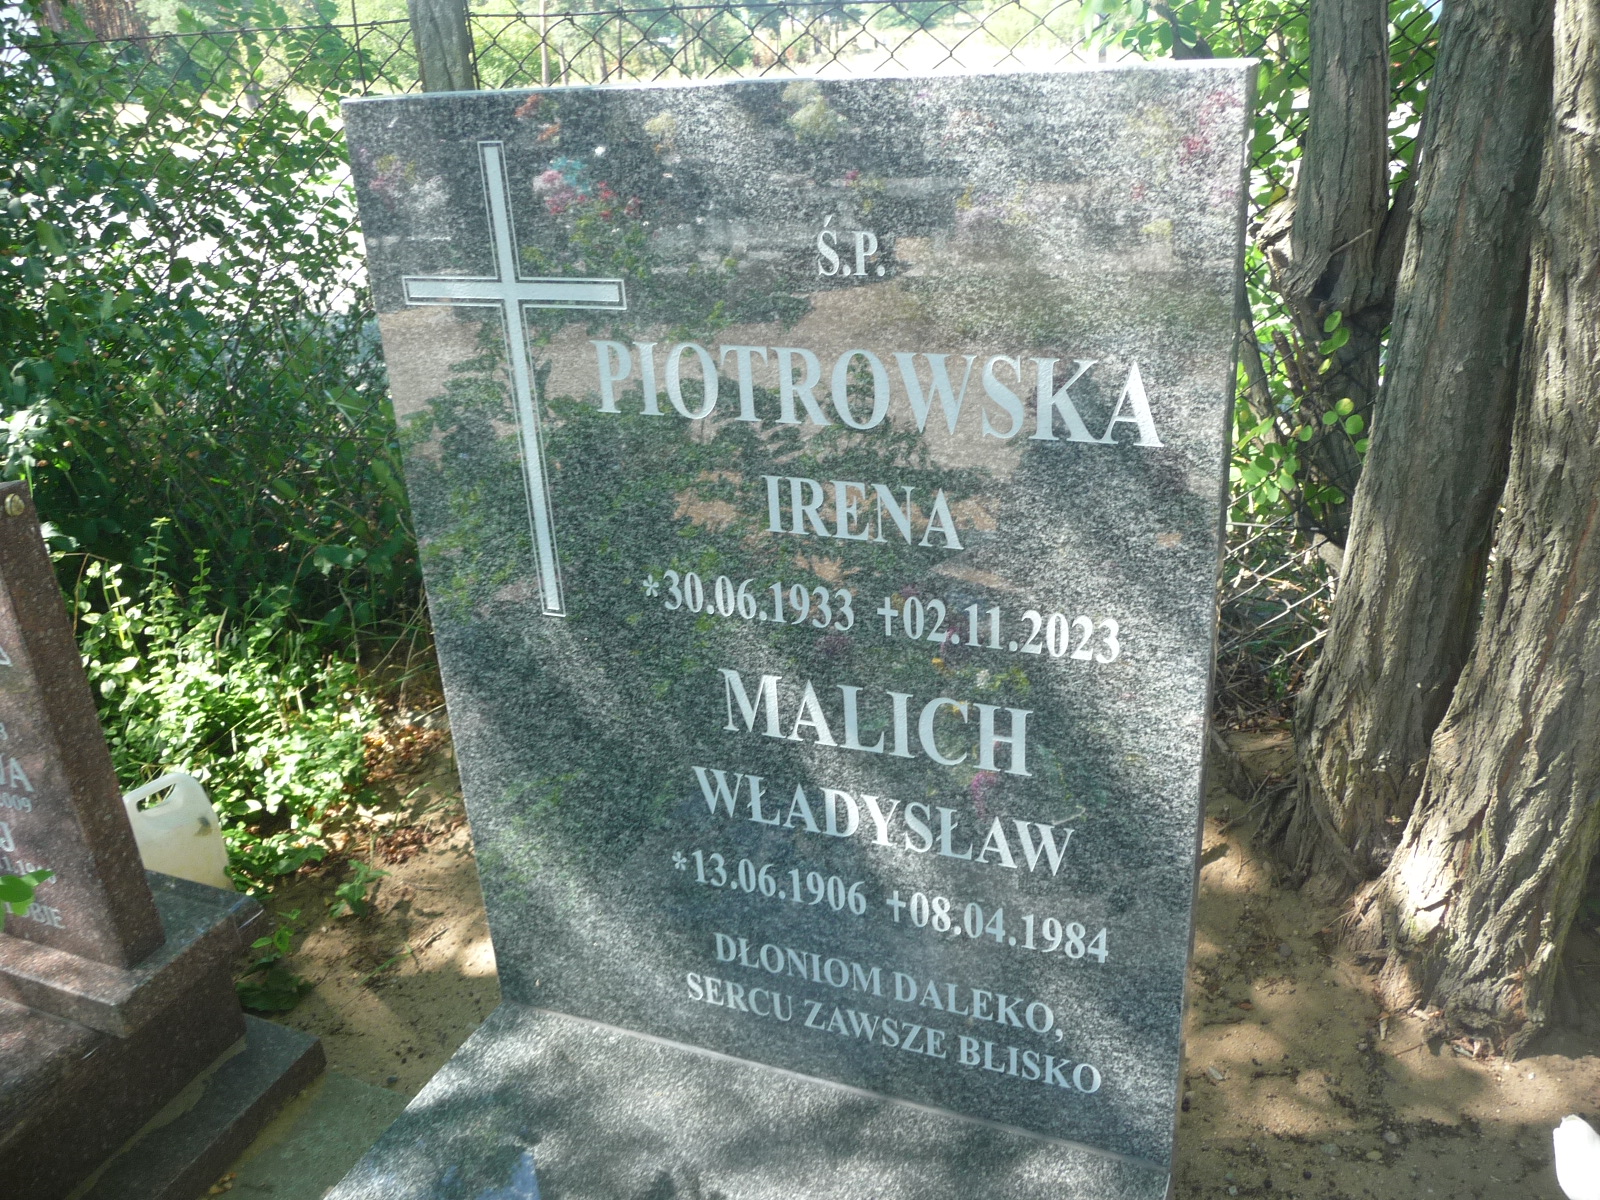 Ś.P.
PIOTROWSKA
IRENA
*30.06.1933 †02.11.2023
MALICH
WŁADYSŁAW
*13.06.1906 †08.04.1984
DŁONIOM DALEKO,
SERCU ZAWSZE BLISKO